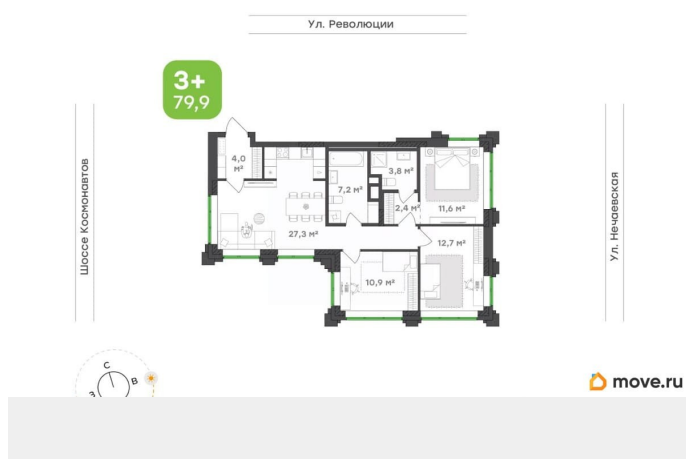 Ул. Революции
3+
79,9
Шоссе Космонавтов
Ул. Нечаевская
4,0
м²
7,2 м²
3,8 м²
2,4 м²
11,6 м²
27,3 м²
12,7 м²
10,9 м²
С
В
З
move.ru